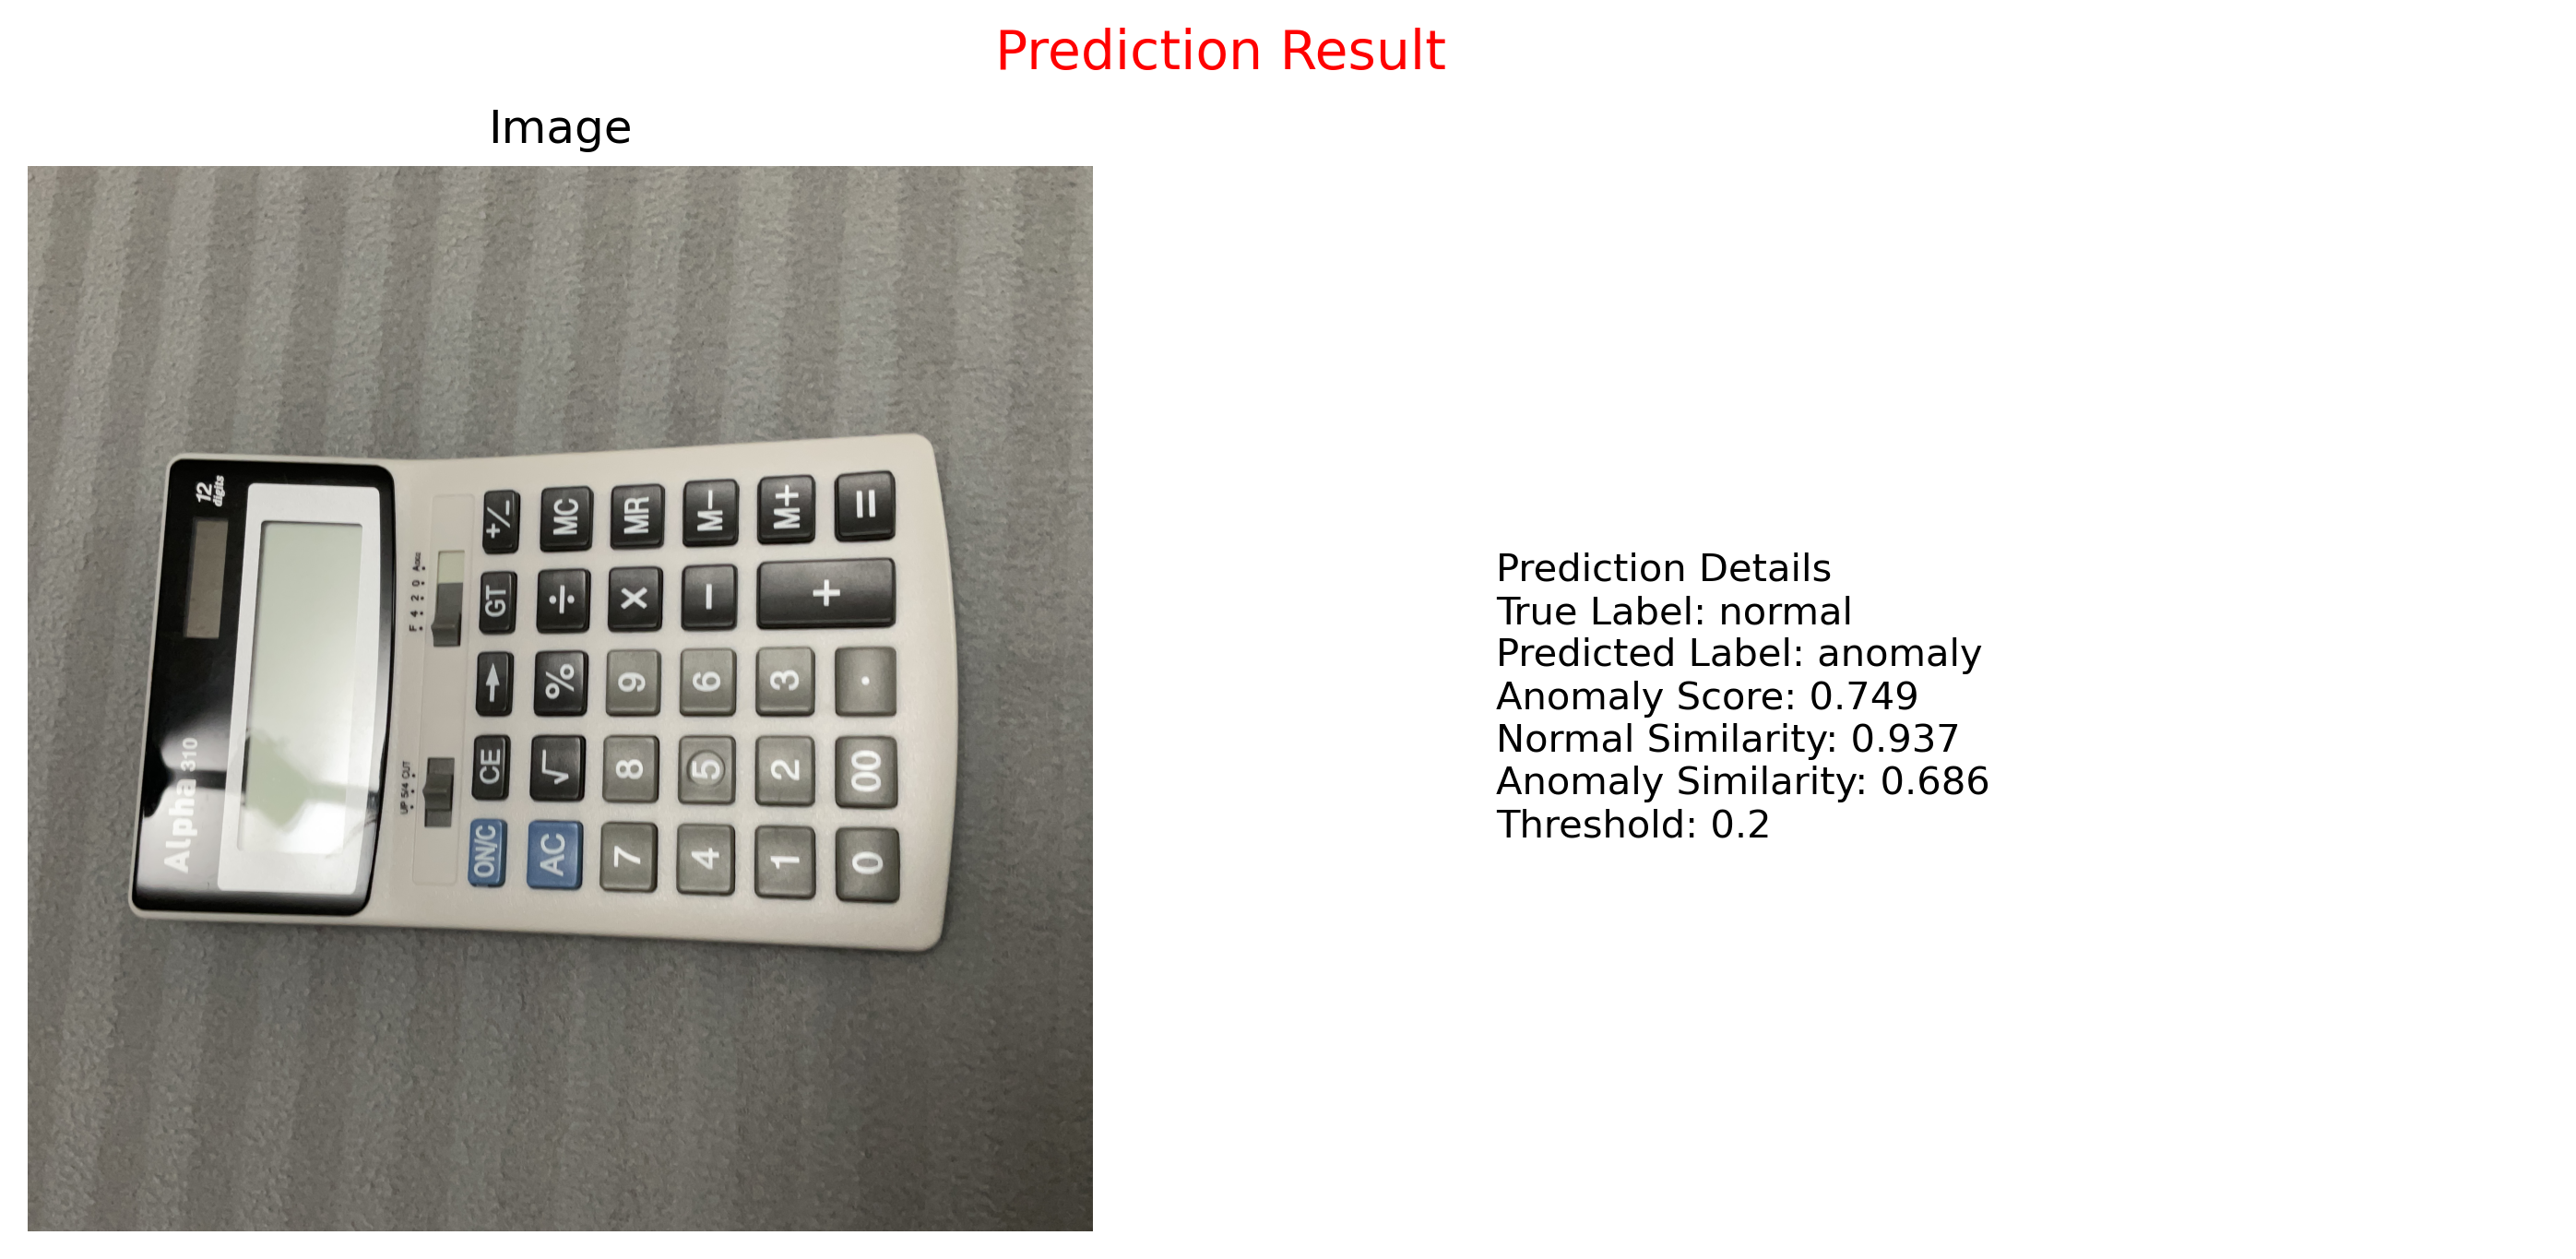 Prediction Result
Image
Alpha 310
12
digits
UP 5/4 CUT
F 4 2 0 A
ON/C CE → GT +/−
AC √ % ÷ MC
7 8 9 × MR
4 5 6 − M−
1 2 3 + M+
0 00 . =
Prediction Details
True Label: normal
Predicted Label: anomaly
Anomaly Score: 0.749
Normal Similarity: 0.937
Anomaly Similarity: 0.686
Threshold: 0.2